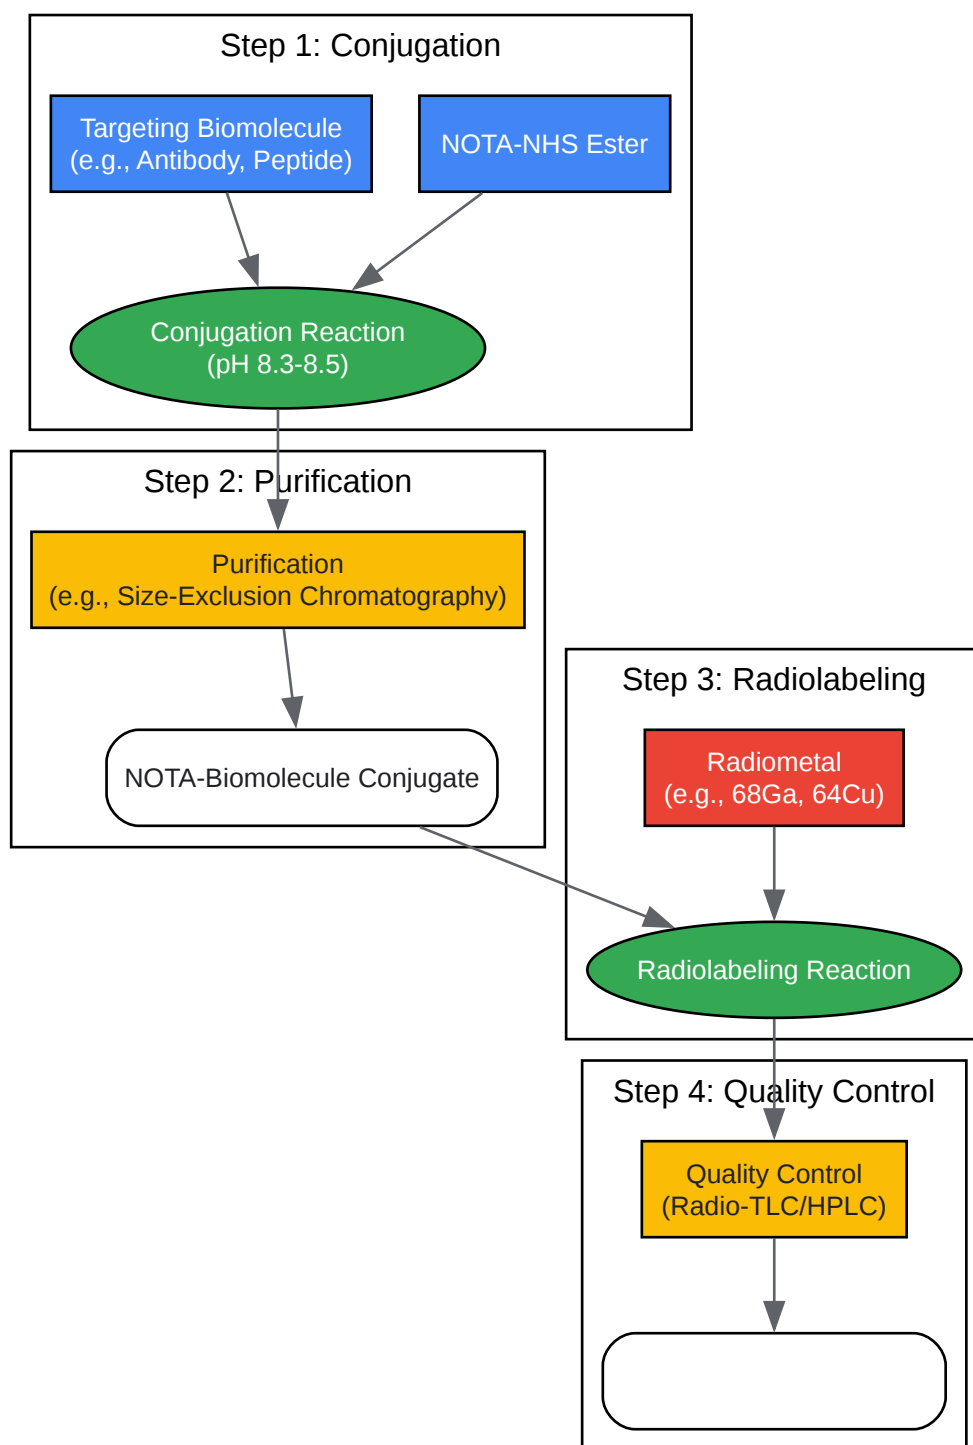 Step 1: Conjugation
Targeting Biomolecule
(e.g., Antibody, Peptide)
NOTA-NHS Ester
Conjugation Reaction
(pH 8.3-8.5)
Step 2: Purification
Purification
(e.g., Size-Exclusion Chromatography)
NOTA-Biomolecule Conjugate
Step 3: Radiolabeling
Radiometal
(e.g., 68Ga, 64Cu)
Radiolabeling Reaction
Step 4: Quality Control
Quality Control
(Radio-TLC/HPLC)